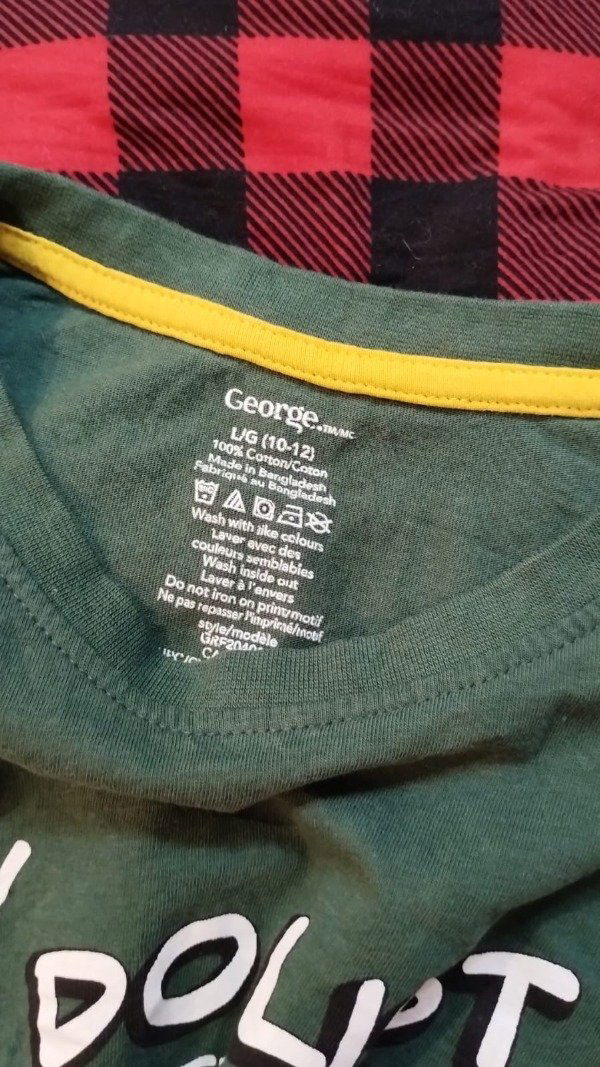 George.TM/MC
L/G (10-12)
100% Cotton/Coton
Made in Bangladesh
Fabriqué au Bangladesh
Wash with like colours
Laver avec des
couleurs semblables
Wash inside out
Laver à l'envers
Do not iron on print/motif
Ne pas repasser l'imprimé/motif
style/modèle